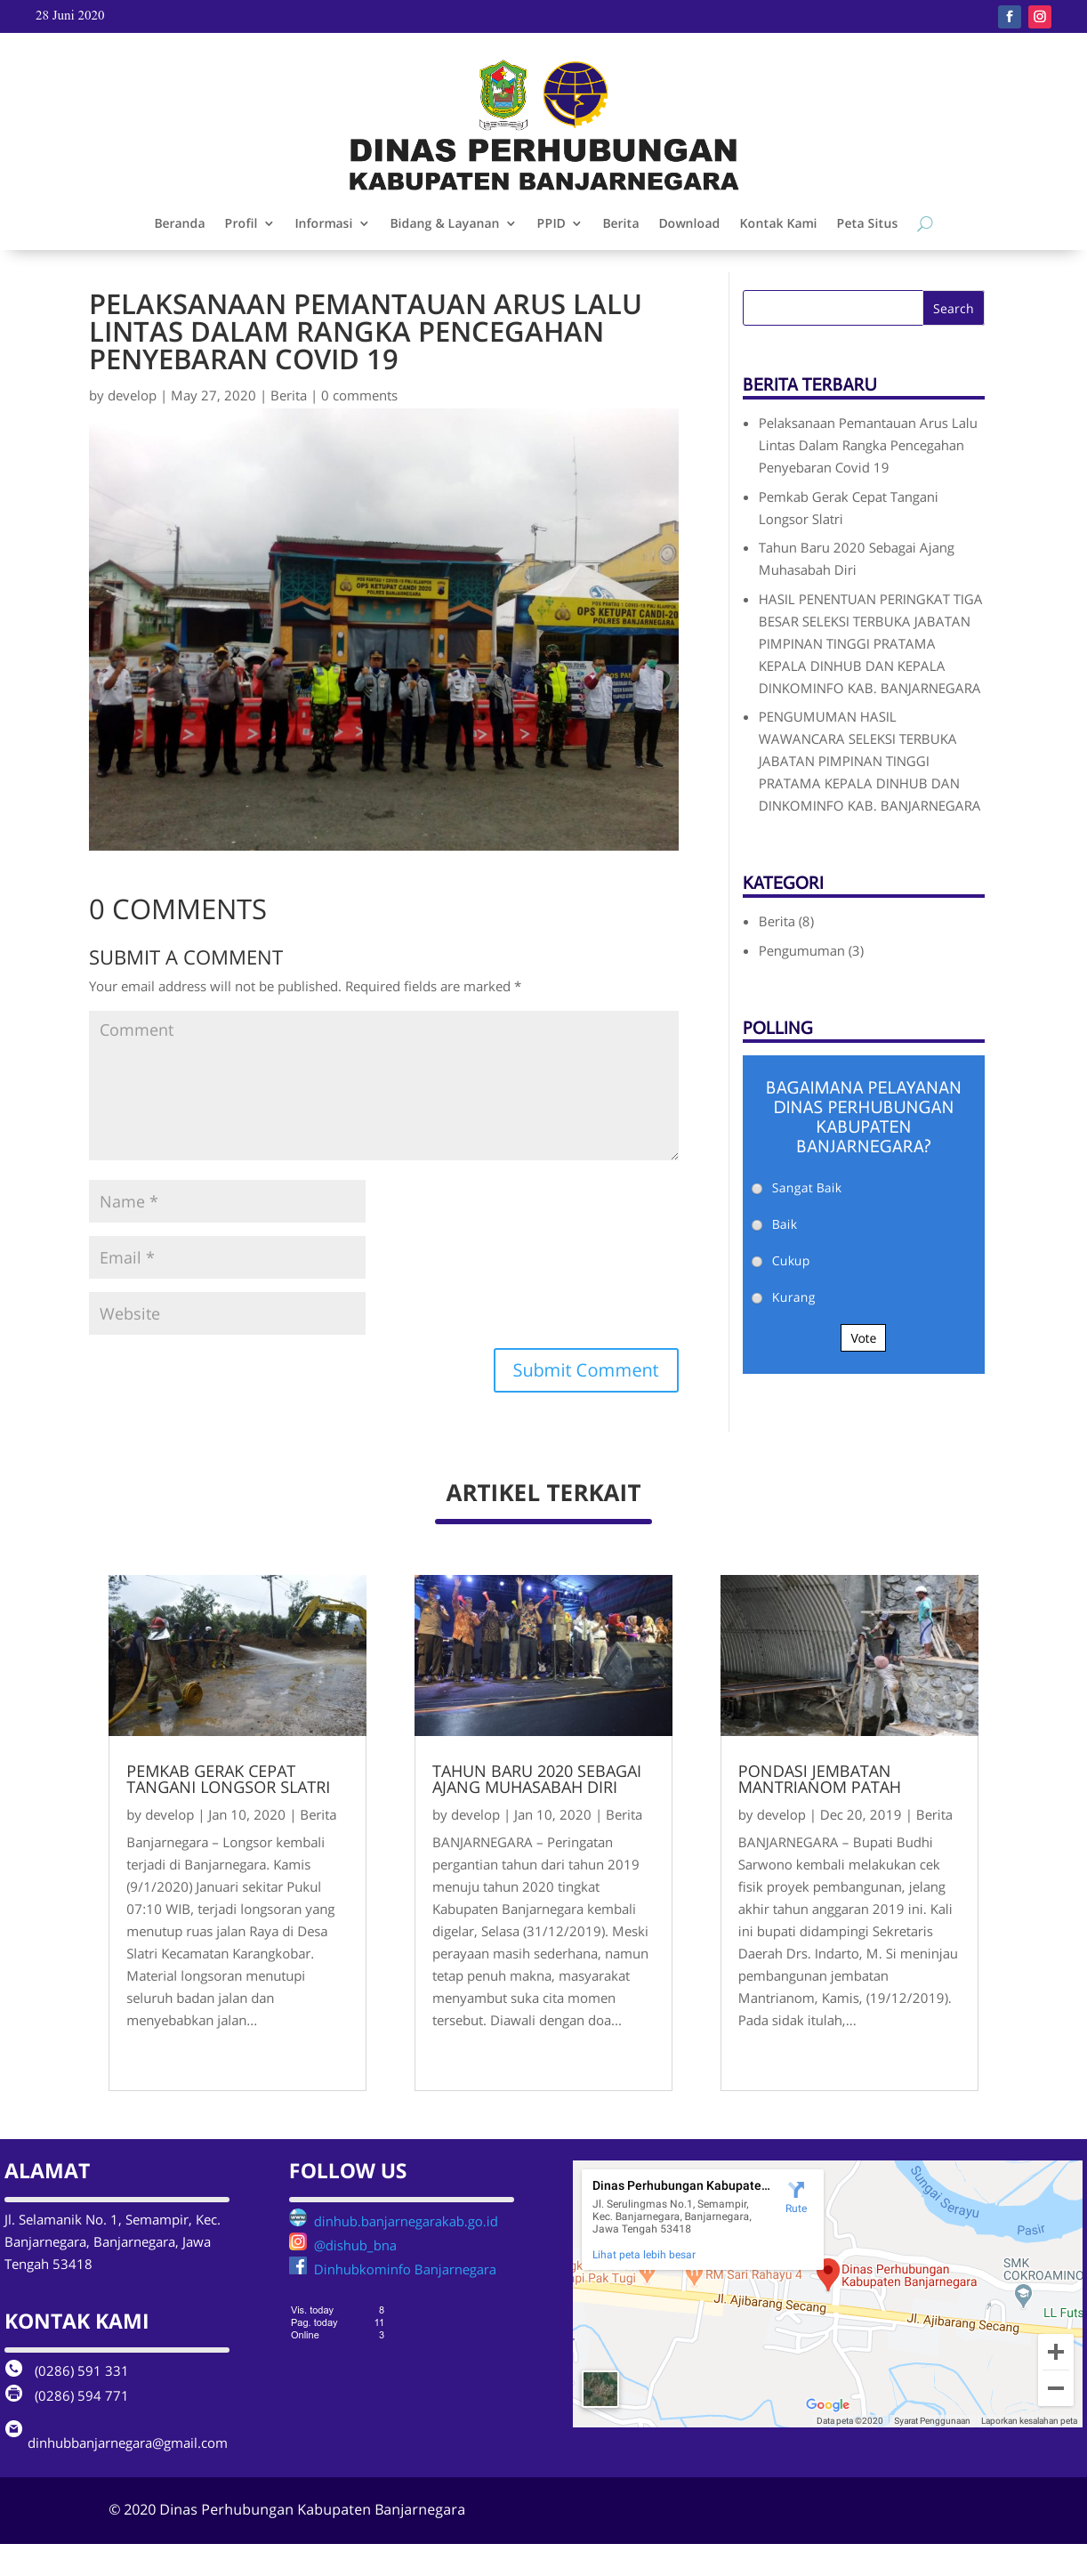 28 Juni 2020
DINAS PERHUBUNGAN
KABUPATEN BANJARNEGARA
Beranda Profil Informasi Bidang & Layanan PPID Berita Download Kontak Kami Peta Situs
PELAKSANAAN PEMANTAUAN ARUS LALU
LINTAS DALAM RANGKA PENCEGAHAN
PENYEBARAN COVID 19
by develop | May 27, 2020 | Berita | 0 comments
OPS KETUPAT CANDI 2020
POLRES BANJARNEGARA
OPS KETUPAT CANDI-20
POLRES BANJARNEGARA
0 COMMENTS
SUBMIT A COMMENT
Your email address will not be published. Required fields are marked *
Comment
Name *
Email *
Website
Submit Comment
Search
BERITA TERBARU
Pelaksanaan Pemantauan Arus Lalu
Lintas Dalam Rangka Pencegahan
Penyebaran Covid 19
Pemkab Gerak Cepat Tangani
Longsor Slatri
Tahun Baru 2020 Sebagai Ajang
Muhasabah Diri
HASIL PENENTUAN PERINGKAT TIGA
BESAR SELEKSI TERBUKA JABATAN
PIMPINAN TINGGI PRATAMA
KEPALA DINHUB DAN KEPALA
DINKOMINFO KAB. BANJARNEGARA
PENGUMUMAN HASIL
WAWANCARA SELEKSI TERBUKA
JABATAN PIMPINAN TINGGI
PRATAMA KEPALA DINHUB DAN
DINKOMINFO KAB. BANJARNEGARA
KATEGORI
Berita (8)
Pengumuman (3)
POLLING
BAGAIMANA PELAYANAN
DINAS PERHUBUNGAN
KABUPATEN
BANJARNEGARA?
Sangat Baik
Baik
Cukup
Kurang
Vote
ARTIKEL TERKAIT
PEMKAB GERAK CEPAT
TANGANI LONGSOR SLATRI
by develop | Jan 10, 2020 | Berita
Banjarnegara – Longsor kembali
terjadi di Banjarnegara. Kamis
(9/1/2020) Januari sekitar Pukul
07:10 WIB, terjadi longsoran yang
menutup ruas jalan Raya di Desa
Slatri Kecamatan Karangkobar.
Material longsoran menutupi
seluruh badan jalan dan
menyebabkan jalan...
TAHUN BARU 2020 SEBAGAI
AJANG MUHASABAH DIRI
by develop | Jan 10, 2020 | Berita
BANJARNEGARA – Peringatan
pergantian tahun dari tahun 2019
menuju tahun 2020 tingkat
Kabupaten Banjarnegara kembali
digelar, Selasa (31/12/2019). Meski
perayaan masih sederhana, namun
tetap penuh makna, masyarakat
menyambut suka cita momen
tersebut. Diawali dengan doa...
PONDASI JEMBATAN
MANTRIANOM PATAH
by develop | Dec 20, 2019 | Berita
BANJARNEGARA – Bupati Budhi
Sarwono kembali melakukan cek
fisik proyek pembangunan, jelang
akhir tahun anggaran 2019 ini. Kali
ini bupati didampingi Sekretaris
Daerah Drs. Indarto, M. Si meninjau
pembangunan jembatan
Mantrianom, Kamis, (19/12/2019).
Pada sidak itulah,...
ALAMAT
Jl. Selamanik No. 1, Semampir, Kec.
Banjarnegara, Banjarnegara, Jawa
Tengah 53418
KONTAK KAMI
(0286) 591 331
(0286) 594 771
dinhubbanjarnegara@gmail.com
FOLLOW US
dinhub.banjarnegarakab.go.id
@dishub_bna
Dinhubkominfo Banjarnegara
Vis. today 8
Pag. today 11
Online 3
Dinas Perhubungan Kabupate...
Jl. Serulingmas No.1, Semampir,
Kec. Banjarnegara, Banjarnegara,
Jawa Tengah 53418
Rute
Lihat peta lebih besar
Sungai Serayu
Pasir
SMK
COKROAMINO
Dinas Perhubungan
Kabupaten Banjarnegara
RM Sari Rahayu 4
opi Pak Tugi
LL Futs
Jl. Ajibarang Secang
Jl. Ajibarang Secang
Google
Data peta ©2020 Syarat Penggunaan Laporkan kesalahan peta
© 2020 Dinas Perhubungan Kabupaten Banjarnegara